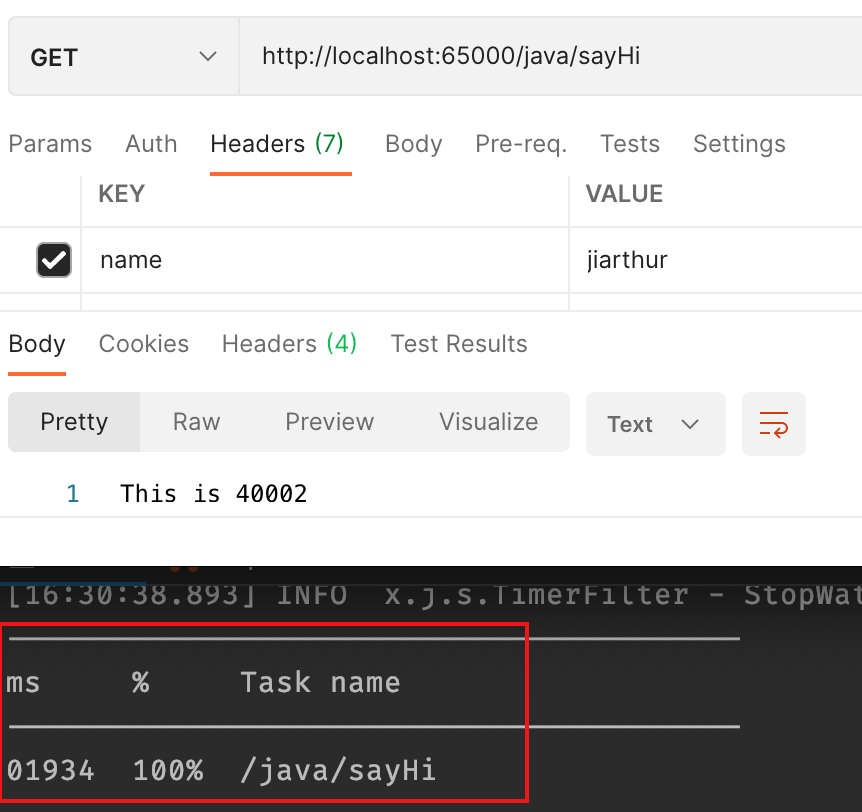 GET http://localhost:65000/java/sayHi
Params Auth Headers (7) Body Pre-req. Tests Settings
KEY VALUE
name jiarthur
Body Cookies Headers (4) Test Results
Pretty Raw Preview Visualize Text
1 This is 40002
[16:30:38.893] INFO x.j.s.TimerFilter - StopWat
ms % Task name
01934 100% /java/sayHi